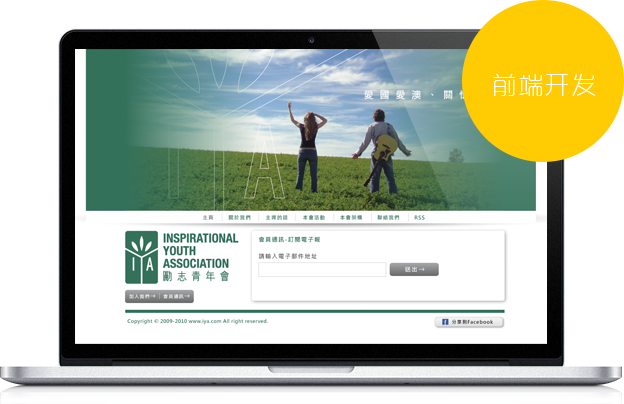 前端开发
愛國愛澳、關
IYA
主頁 關於我們 主席的話 本會活動 本會架構 聯絡我們 RSS
IYA
INSPIRATIONAL
YOUTH
ASSOCIATION
勵志青年會
加入我們→ 會員通訊→
會員通訊-訂閱電子報
請輸入電子郵件地址
送出→
Copyright © 2009-2010 www.iya.com All right reserved.
f 分享到Facebook